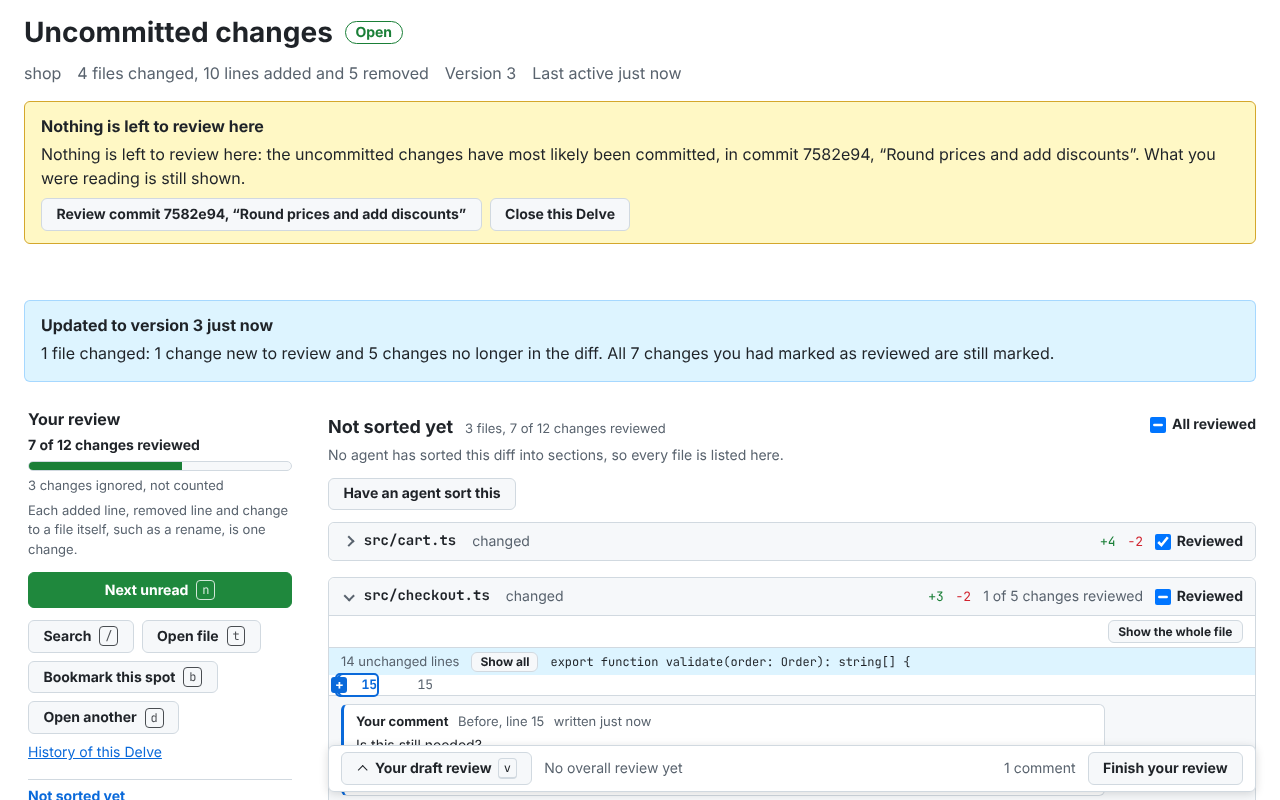 Uncommitted changes Open
shop 4 files changed, 10 lines added and 5 removed Version 3 Last active just now
Nothing is left to review here
Nothing is left to review here: the uncommitted changes have most likely been committed, in commit 7582e94, “Round prices and add discounts”. What you
were reading is still shown.
Review commit 7582e94, “Round prices and add discounts” Close this Delve
Updated to version 3 just now
1 file changed: 1 change new to review and 5 changes no longer in the diff. All 7 changes you had marked as reviewed are still marked.
Your review
7 of 12 changes reviewed
3 changes ignored, not counted
Each added line, removed line and change
to a file itself, such as a rename, is one
change.
Next unread n
Search / Open file t
Bookmark this spot b
Open another d
History of this Delve
Not sorted yet
Not sorted yet 3 files, 7 of 12 changes reviewed All reviewed
No agent has sorted this diff into sections, so every file is listed here.
Have an agent sort this
src/cart.ts changed +4 -2 Reviewed
src/checkout.ts changed +3 -2 1 of 5 changes reviewed Reviewed
Show the whole file
14 unchanged lines Show all export function validate(order: Order): string[] {
+ 15 15
Your comment Before, line 15 written just now
Is this still needed?
Your draft review v No overall review yet 1 comment Finish your review